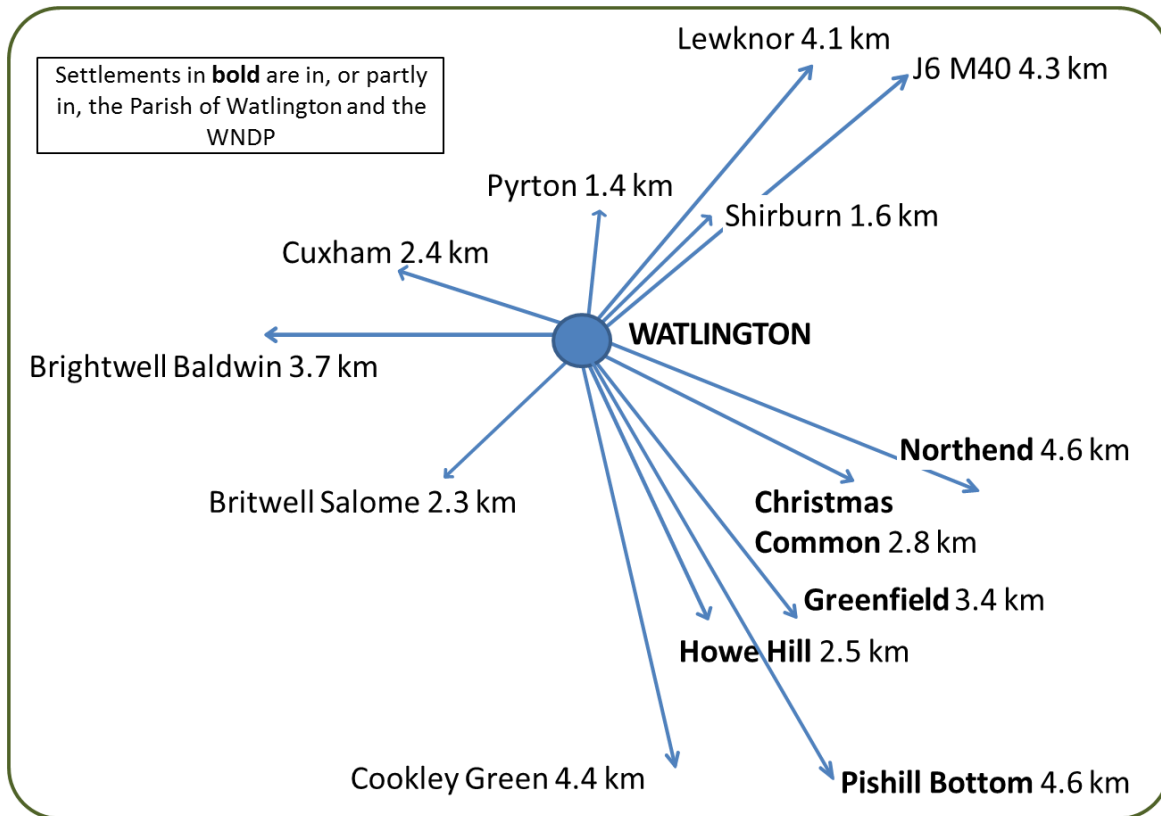 Lewknor 4.1 km
J6 M40 4.3 km
Settlements in bold are in, or partly
in, the Parish of Watlington and the
WNDP
Pyrton 1.4 km
Shirburn 1.6 km
Cuxham 2.4 km
WATLINGTON
Brightwell Baldwin 3.7 km
Northend 4.6 km
Britwell Salome 2.3 km
Christmas
Common 2.8 km
Greenfield 3.4 km
Howe Hill 2.5 km
Cookley Green 4.4 km
Pishill Bottom 4.6 km